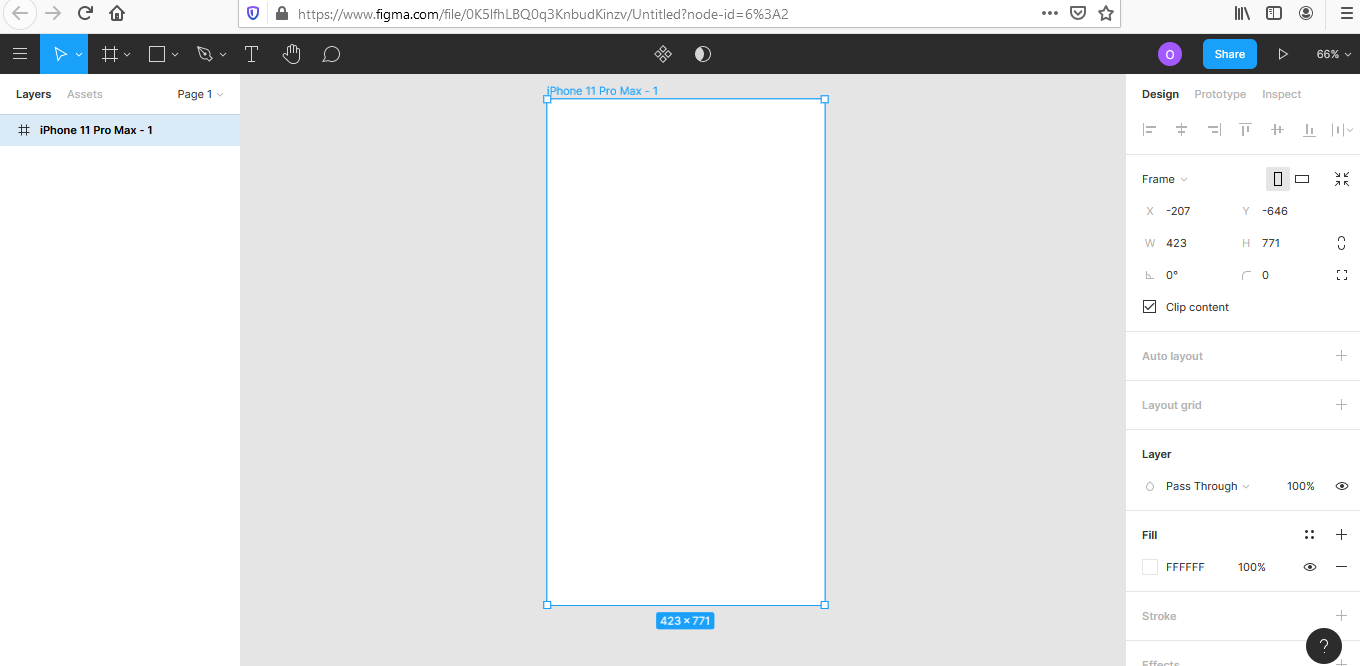 https://www.figma.com/file/0K5IfhLBQ0q3KnbudKinzv/Untitled?node-id=6%3A2
T
O
Share
66%
Layers
Assets
Page 1
iPhone 11 Pro Max - 1
iPhone 11 Pro Max - 1
423 × 771
Design
Prototype
Inspect
Frame
X -207
Y -646
W 423
H 771
0°
0
Clip content
Auto layout
Layout grid
Layer
Pass Through
100%
Fill
FFFFFF
100%
Stroke
Effects
?